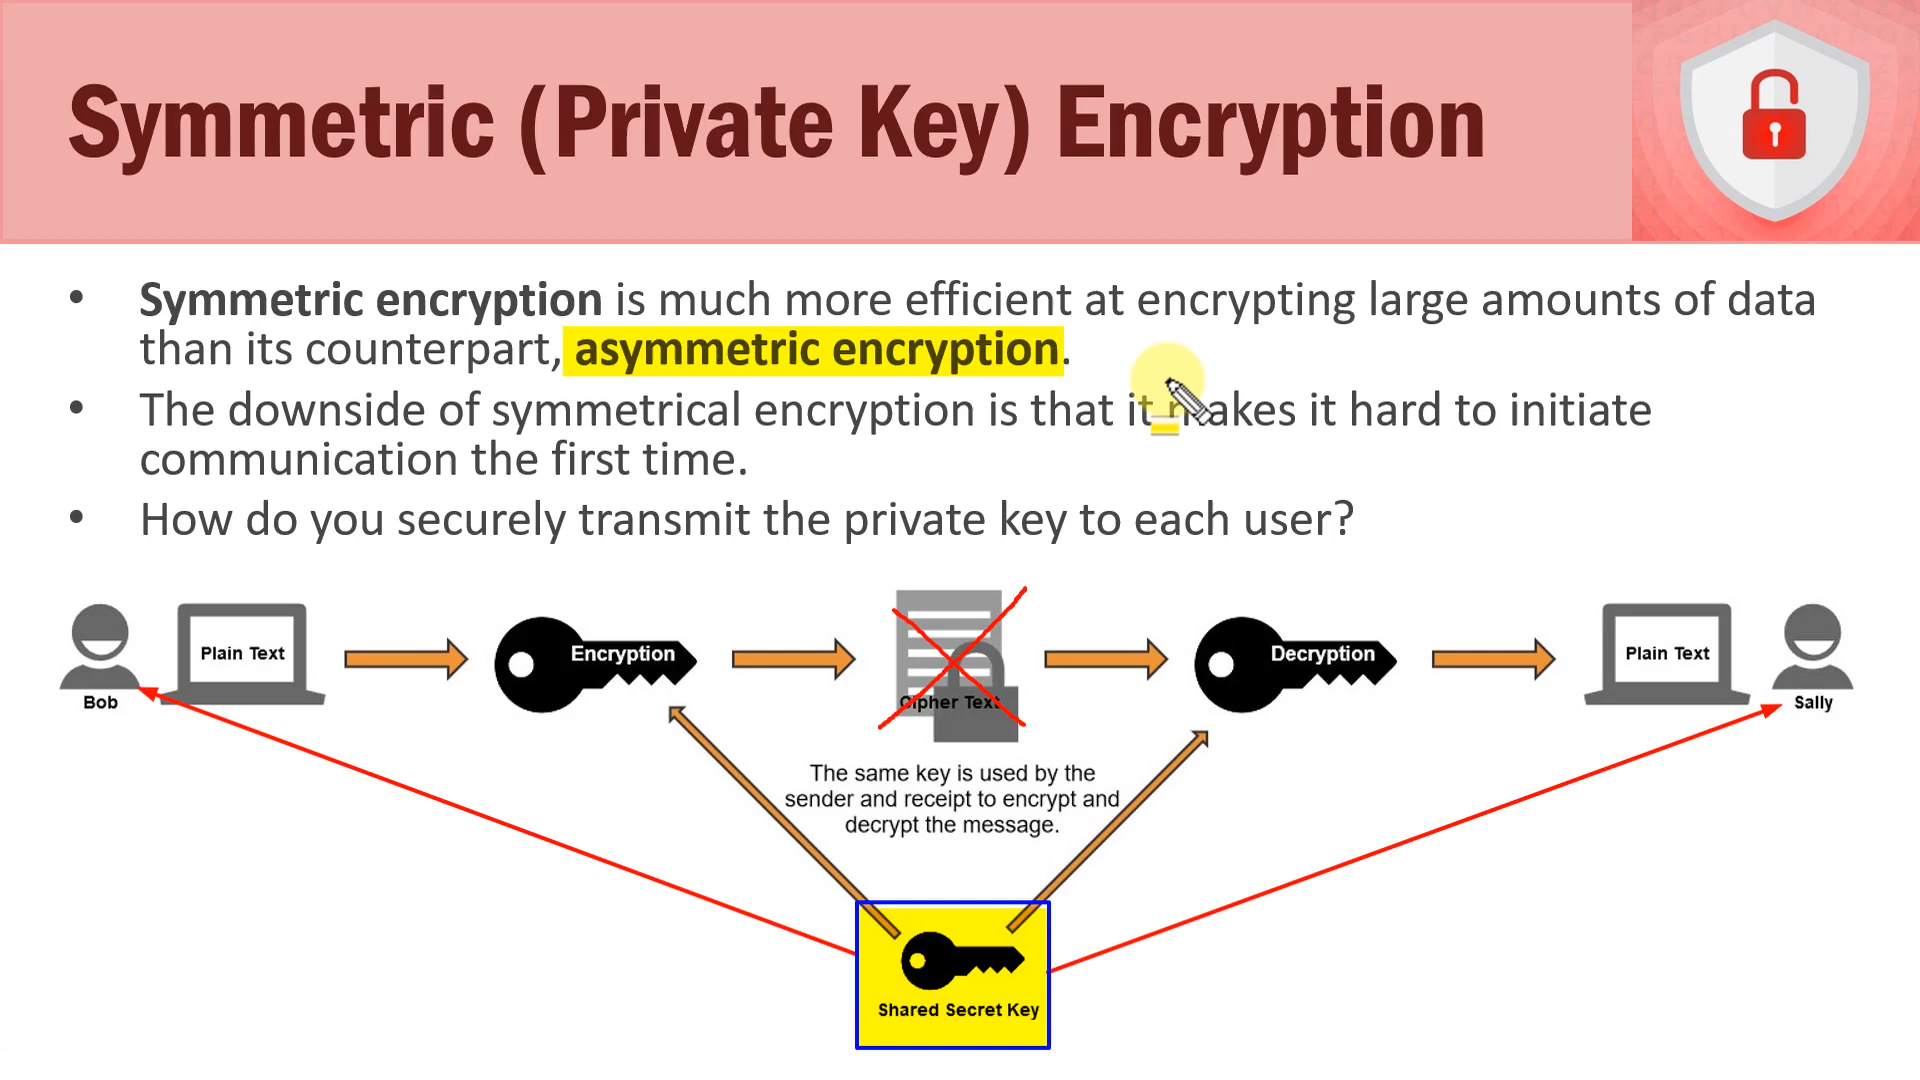 Symmetric (Private Key) Encryption
• Symmetric encryption is much more efficient at encrypting large amounts of data
than its counterpart, asymmetric encryption.
• The downside of symmetrical encryption is that it makes it hard to initiate
communication the first time.
• How do you securely transmit the private key to each user?
Plain Text
Encryption
Cipher Text
Decryption
Plain Text
Bob
Sally
The same key is used by the
sender and receipt to encrypt and
decrypt the message.
Shared Secret Key